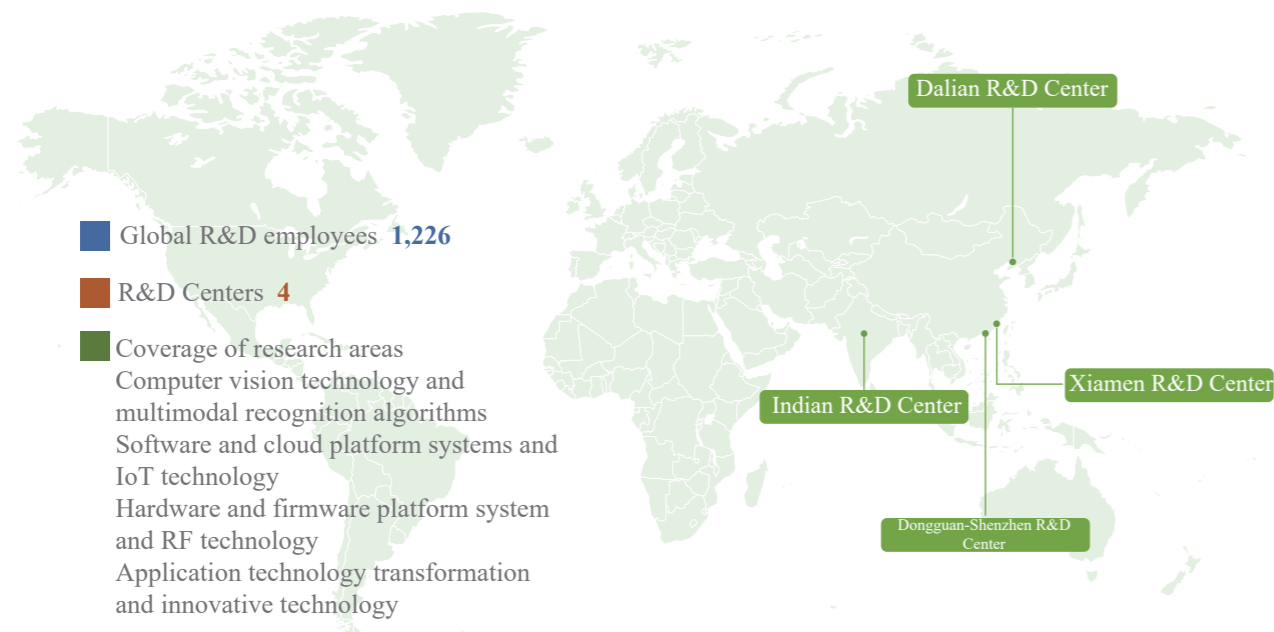 Dalian R&D Center
Global R&D employees 1,226
R&D Centers 4
Coverage of research areas
Computer vision technology and
multimodal recognition algorithms
Software and cloud platform systems and
IoT technology
Hardware and firmware platform system
and RF technology
Application technology transformation
and innovative technology
Xiamen R&D Center
Indian R&D Center
Dongguan-Shenzhen R&D
Center